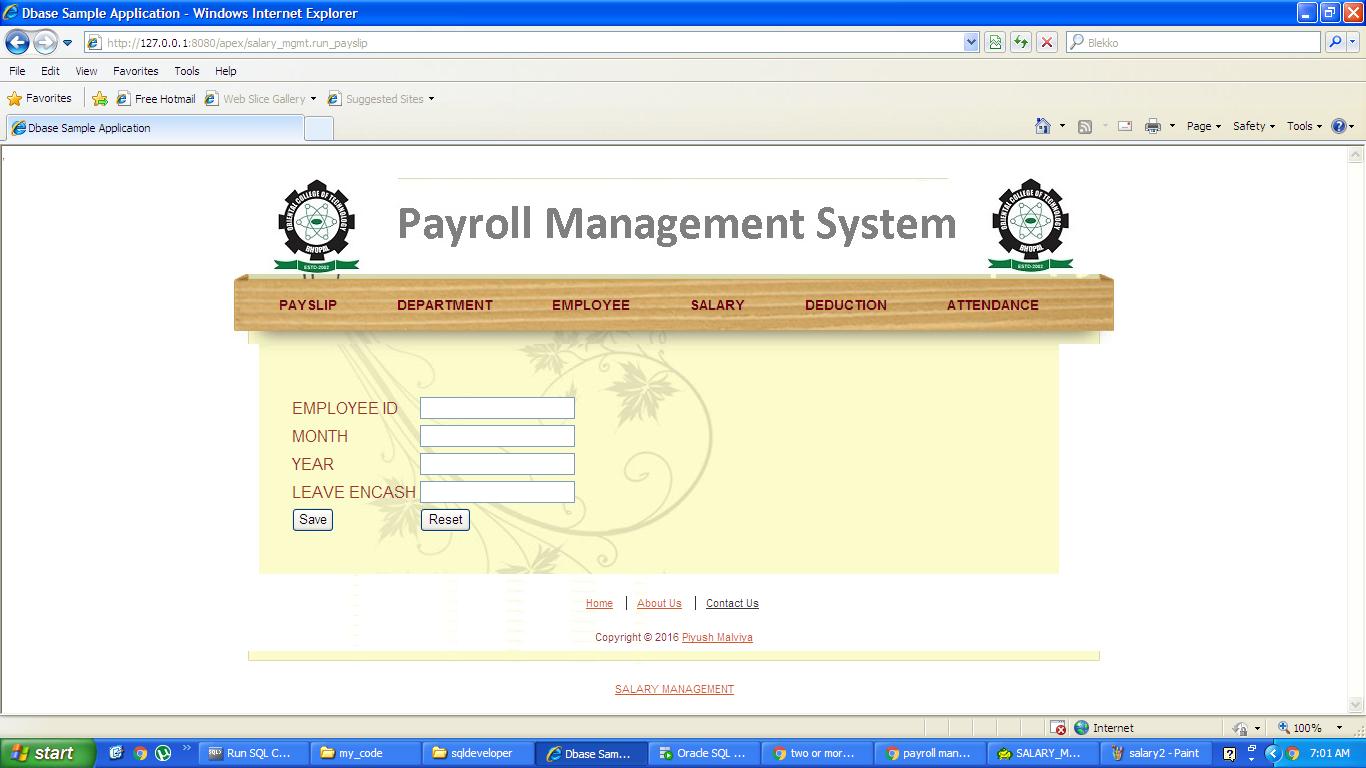 Dbase Sample Application - Windows Internet Explorer
http://127.0.0.1:8080/apex/salary_mgmt.run_payslip
Blekko
File Edit View Favorites Tools Help
Favorites Free Hotmail Web Slice Gallery Suggested Sites
Dbase Sample Application
Page Safety Tools
ORIENTAL COLLEGE OF TECHNOLOGY
BHOPAL
ESTD-2002
Payroll Management System
ORIENTAL COLLEGE OF TECHNOLOGY
BHOPAL
ESTD-2002
PAYSLIP DEPARTMENT EMPLOYEE SALARY DEDUCTION ATTENDANCE
EMPLOYEE ID
MONTH
YEAR
LEAVE ENCASH
Save Reset
Home About Us Contact Us
Copyright © 2016 Piyush Malviya
SALARY MANAGEMENT
Internet 100%
start Run SQL C... my_code sqldeveloper Dbase Sam... Oracle SQL ... two or mor... payroll man... SALARY_M... salary2 - Paint 7:01 AM